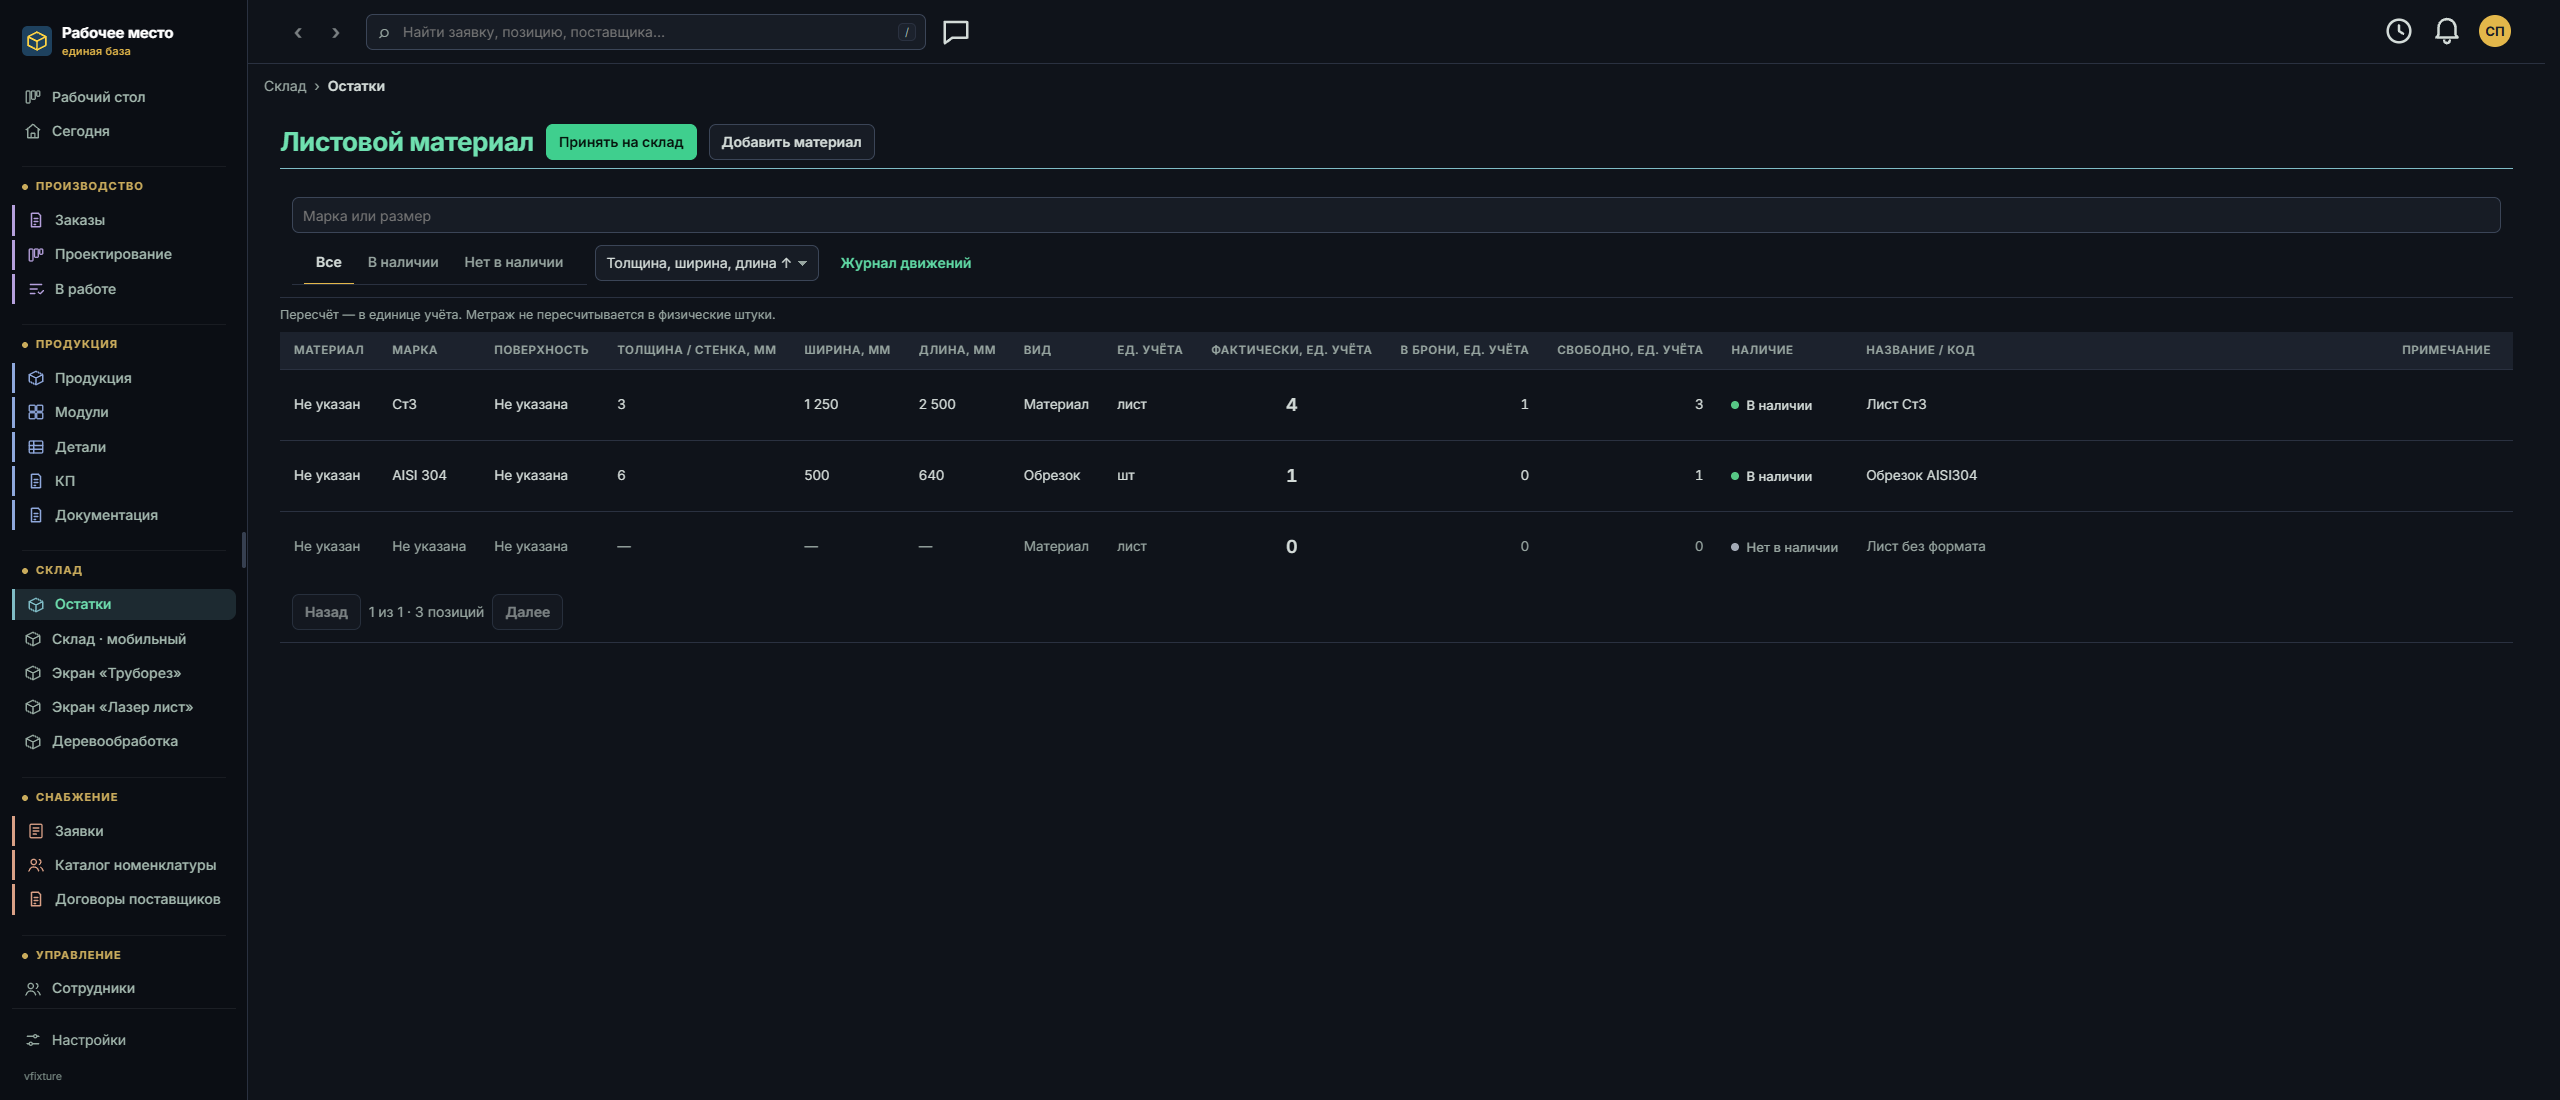 Рабочее место
единая база
Рабочий стол
Сегодня
ПРОИЗВОДСТВО
Заказы
Проектирование
В работе
ПРОДУКЦИЯ
Продукция
Модули
Детали
КП
Документация
СКЛАД
Остатки
Склад · мобильный
Экран «Труборез»
Экран «Лазер лист»
Деревообработка
СНАБЖЕНИЕ
Заявки
Каталог номенклатуры
Договоры поставщиков
УПРАВЛЕНИЕ
Сотрудники
Настройки
vfixture
Найти заявку, позицию, поставщика... /
СП
Склад › Остатки
Листовой материал Принять на склад Добавить материал
Марка или размер
Все В наличии Нет в наличии Толщина, ширина, длина ↑ Журнал движений
Пересчёт — в единице учёта. Метраж не пересчитывается в физические штуки.
МАТЕРИАЛ МАРКА ПОВЕРХНОСТЬ ТОЛЩИНА / СТЕНКА, ММ ШИРИНА, ММ ДЛИНА, ММ ВИД ЕД. УЧЁТА ФАКТИЧЕСКИ, ЕД. УЧЁТА В БРОНИ, ЕД. УЧЁТА СВОБОДНО, ЕД. УЧЁТА НАЛИЧИЕ НАЗВАНИЕ / КОД ПРИМЕЧАНИЕ
Не указан Ст3 Не указана 3 1 250 2 500 Материал лист 4 1 3 В наличии Лист Ст3
Не указан AISI 304 Не указана 6 500 640 Обрезок шт 1 0 1 В наличии Обрезок AISI304
Не указан Не указана Не указана — — — Материал лист 0 0 0 Нет в наличии Лист без формата
Назад 1 из 1 · 3 позиций Далее